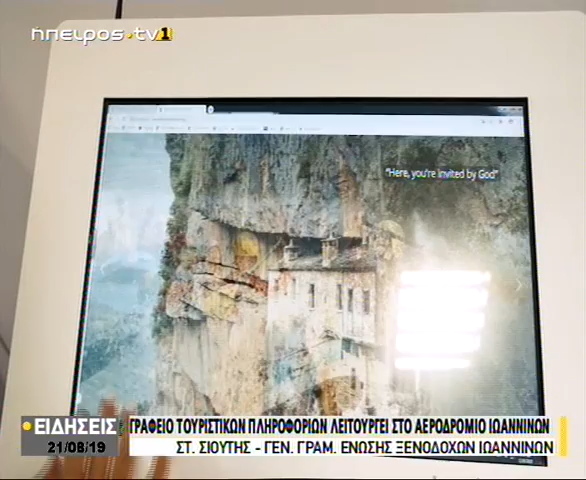 ήπειρος.tv1
"Here, you're invited by God"
ΕΙΔΗΣΕΙΣ
ΓΡΑΦΕΙΟ ΤΟΥΡΙΣΤΙΚΩΝ ΠΛΗΡΟΦΟΡΙΩΝ ΛΕΙΤΟΥΡΓΕΙ ΣΤΟ ΑΕΡΟΔΡΟΜΙΟ ΙΩΑΝΝΙΝΩΝ
21/08/19
ΣΤ. ΣΙΟΥΤΗΣ - ΓΕΝ. ΓΡΑΜ. ΕΝΩΣΗΣ ΞΕΝΟΔΟΧΩΝ ΙΩΑΝΝΙΝΩΝ